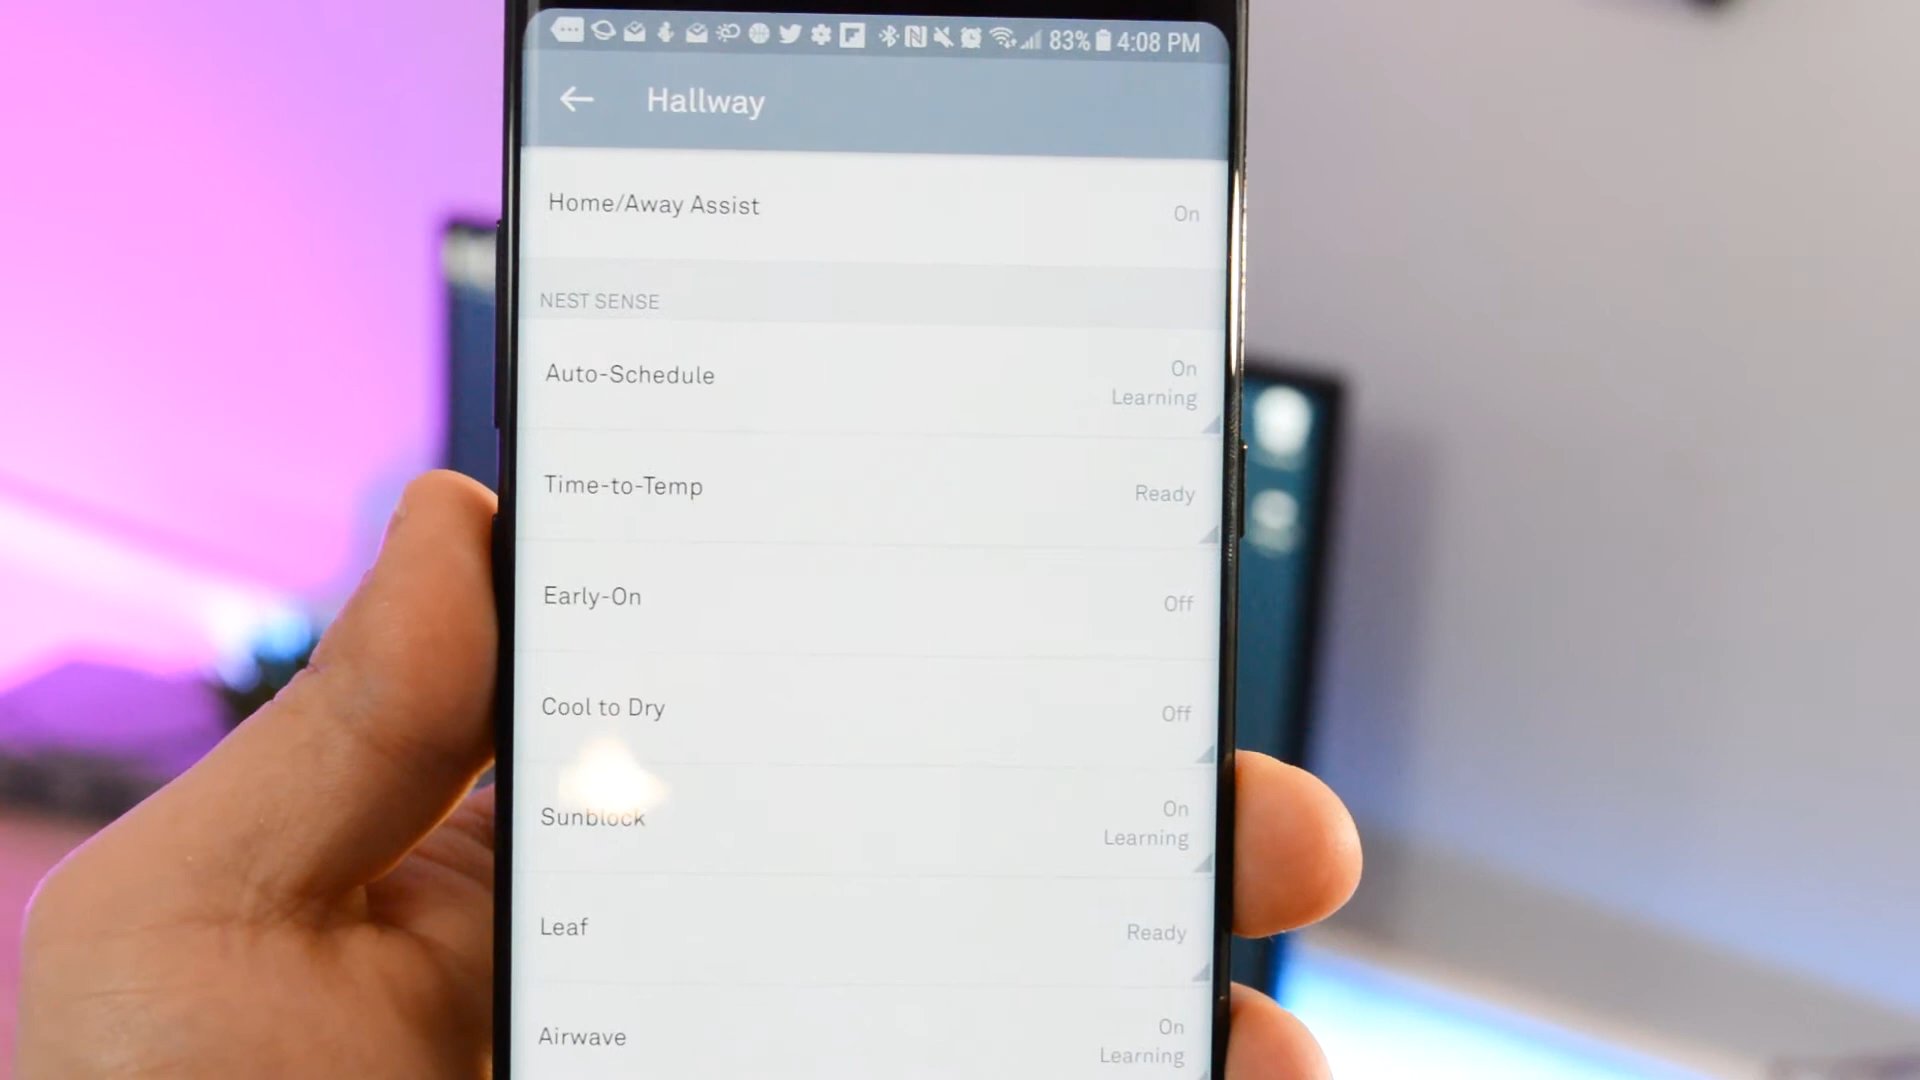 83% 4:08 PM
Hallway
Home/Away Assist On
NEST SENSE
Auto-Schedule On
Learning
Time-to-Temp Ready
Early-On Off
Cool to Dry Off
Sunblock On
Learning
Leaf Ready
Airwave On
Learning